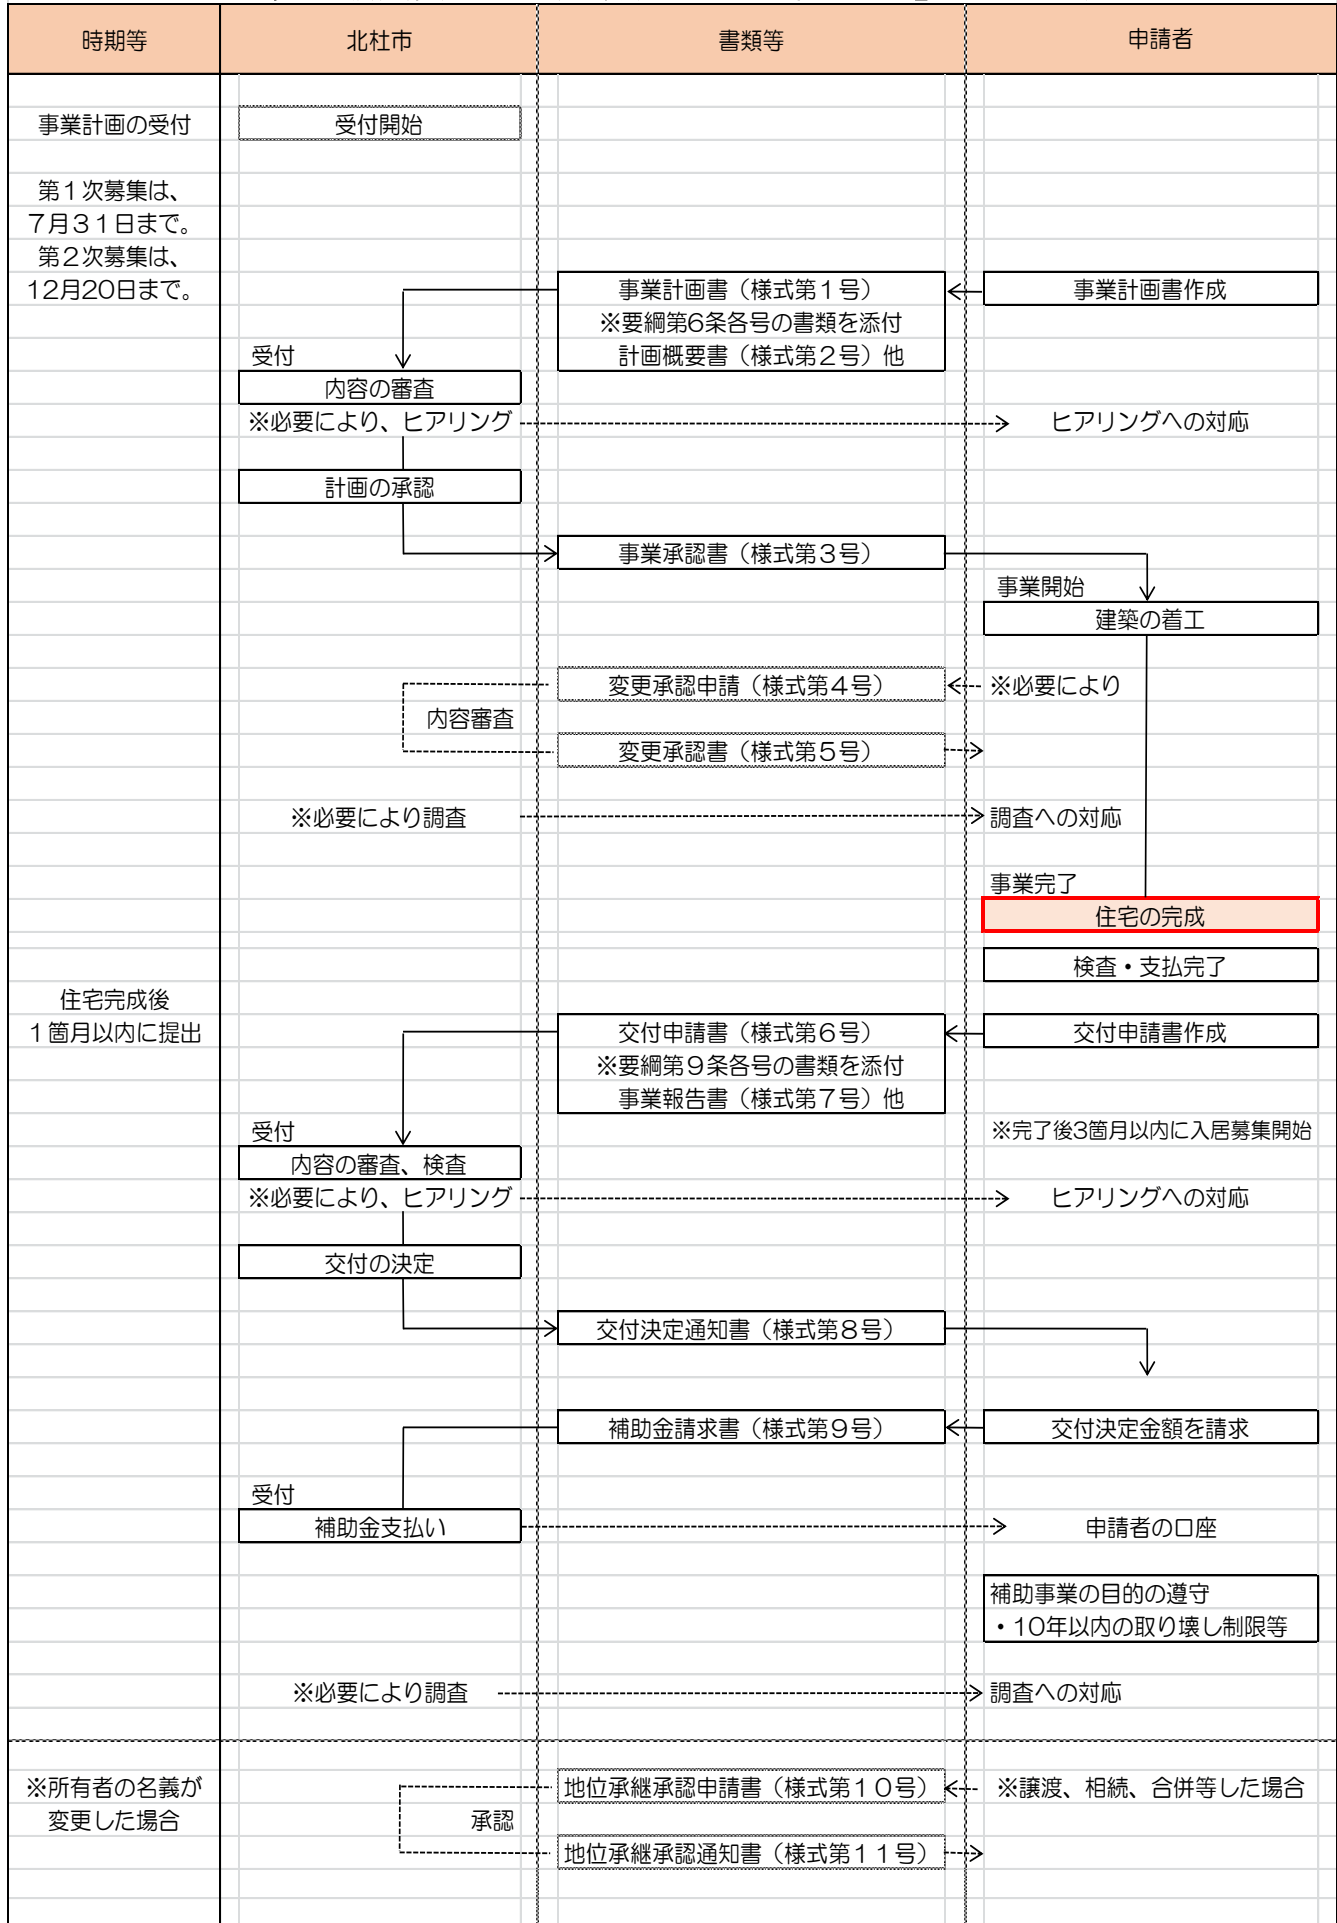 時期等 北杜市 書類等 申請者
事業計画の受付 受付開始
第1次募集は、
7月31日まで。
第2次募集は、
12月20日まで。 事業計画書（様式第1号） 事業計画書作成
※要綱第6条各号の書類を添付
受付 計画概要書（様式第2号）他
内容の審査
※必要により、ヒアリング ヒアリングへの対応
計画の承認
事業承認書（様式第3号）
事業開始
建築の着工
変更承認申請（様式第4号） ※必要により
内容審査
変更承認書（様式第5号）
※必要により調査 調査への対応
事業完了
住宅の完成
検査・支払完了
住宅完成後
1箇月以内に提出 交付申請書（様式第6号） 交付申請書作成
※要綱第9条各号の書類を添付
事業報告書（様式第7号）他
受付 ※完了後3箇月以内に入居募集開始
内容の審査、検査
※必要により、ヒアリング ヒアリングへの対応
交付の決定
交付決定通知書（様式第8号）
補助金請求書（様式第9号） 交付決定金額を請求
受付
補助金支払い 申請者の口座
補助事業の目的の遵守
・10年以内の取り壊し制限等
※必要により調査 調査への対応
※所有者の名義が 地位承継承認申請書（様式第10号） ※譲渡、相続、合併等した場合
変更した場合 承認
地位承継承認通知書（様式第11号）